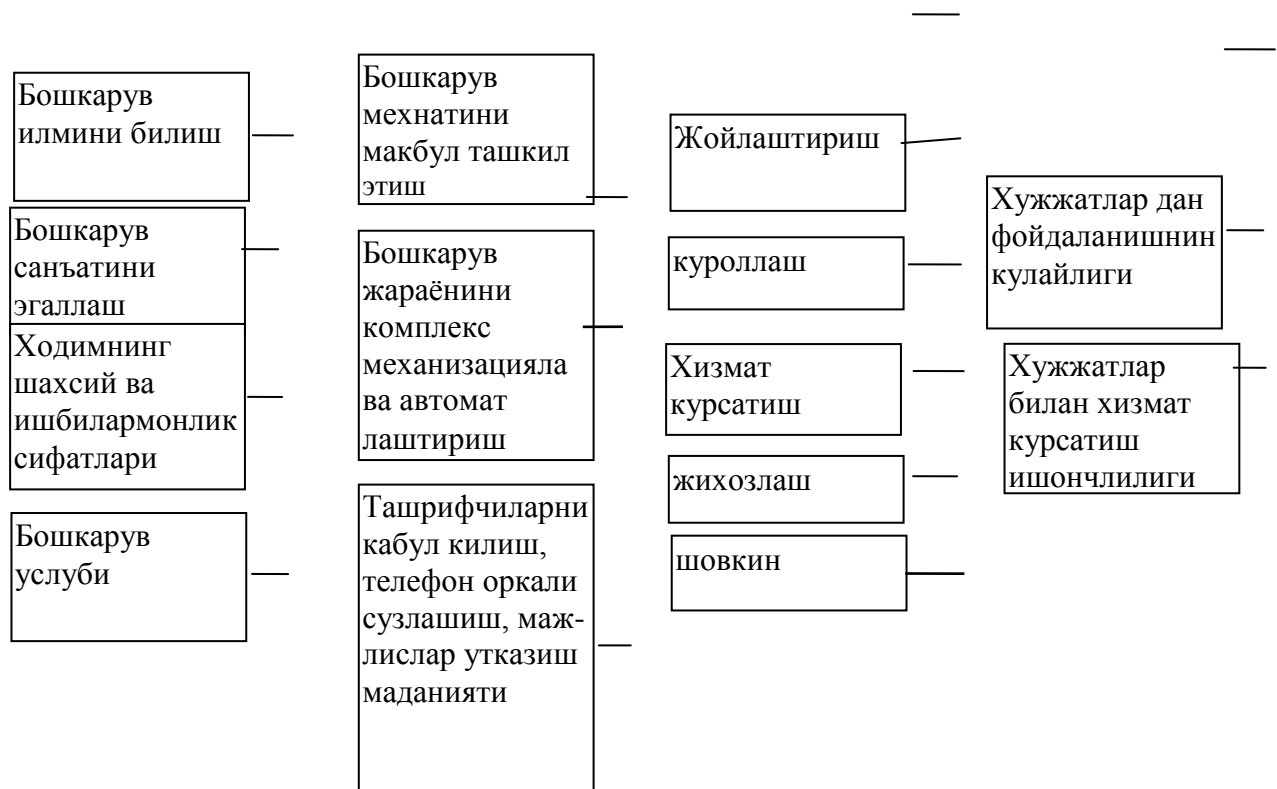 Бошкарув
илмини билиш
Бошкарув
санъатини
эгаллаш
Ходимнинг
шахсий ва
ишбилармонлик
сифатлари
Бошкарув
услуби
Бошкарув
мехнатини
макбул ташкил
этиш
Бошкарув
жараёнини
комплекс
механизацияла
ва автомат
лаштириш
Ташрифчиларни
кабул килиш,
телефон оркали
сузлашиш, маж-
лислар утказиш
маданияти
Жойлаштириш
куроллаш
Хизмат
курсатиш
жихозлаш
шовкин
Хужжатлар дан
фойдаланишнин
кулайлиги
Хужжатлар
билан хизмат
курсатиш
ишончлилиги